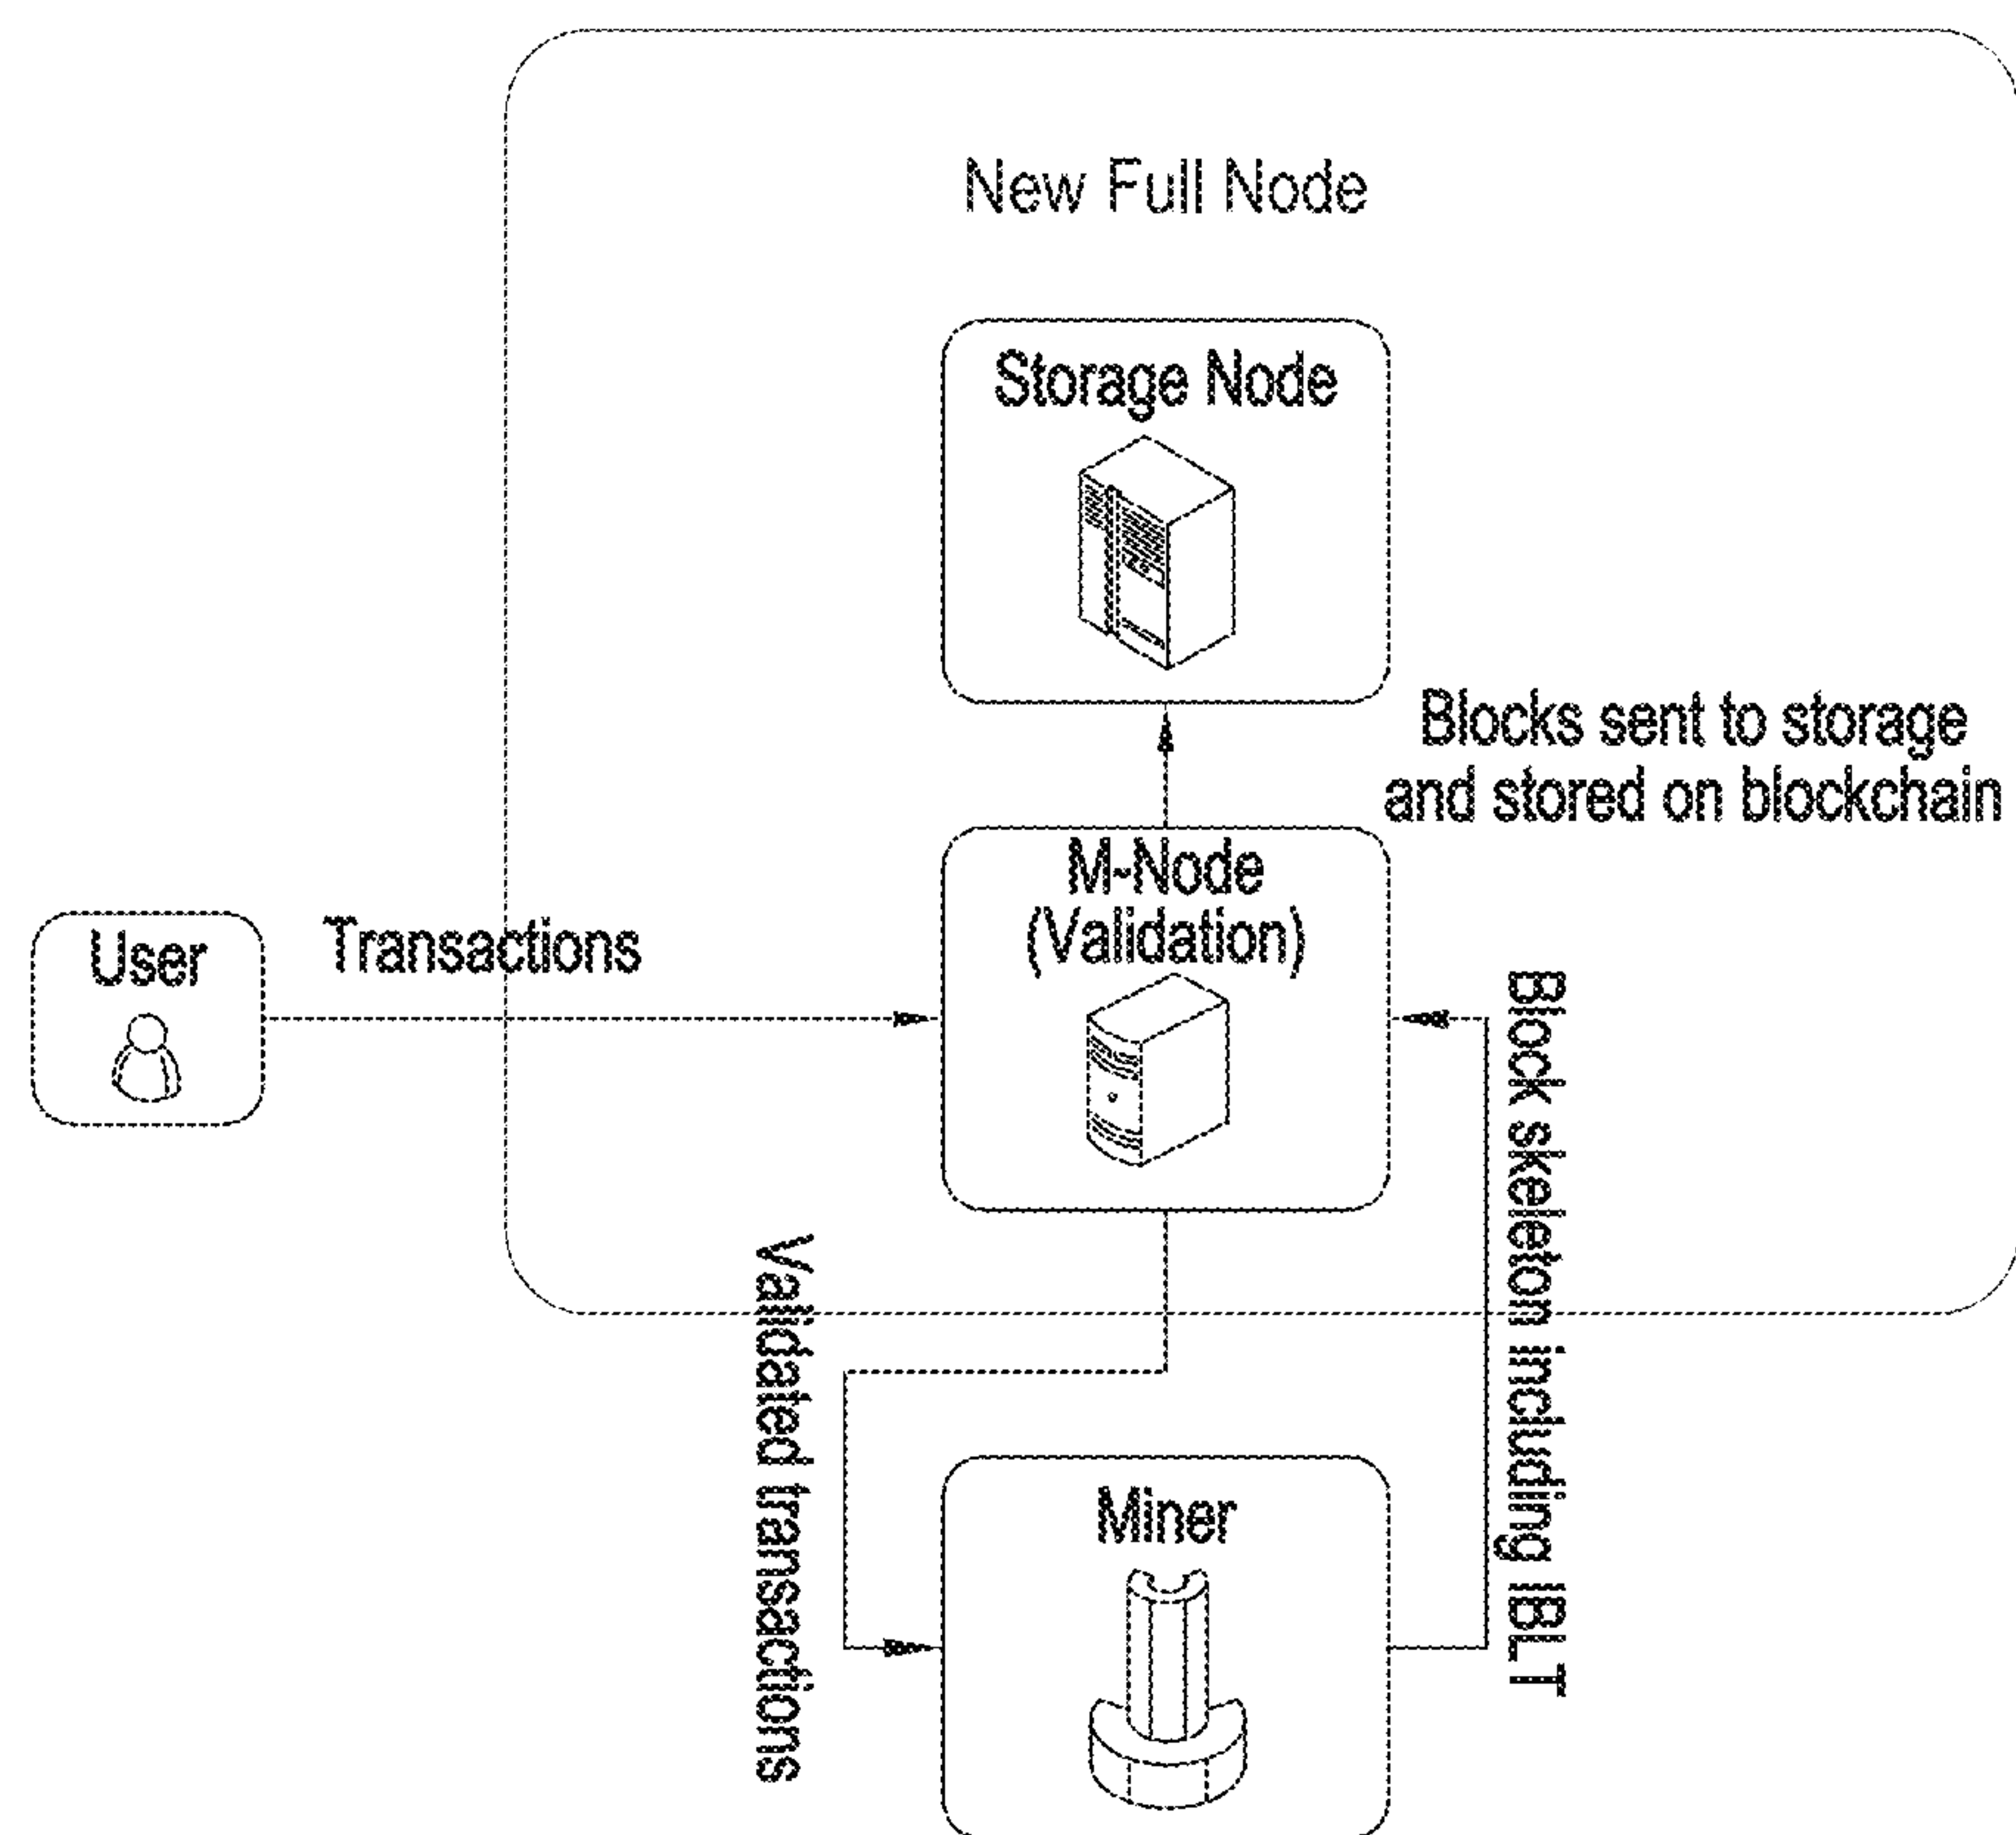 New Full Node
Storage Node
Blocks sent to storage
and stored on blockchain
M-Node
(Validation)
User
Transactions
Block skeleton including IBLT
Validated transactions
Miner